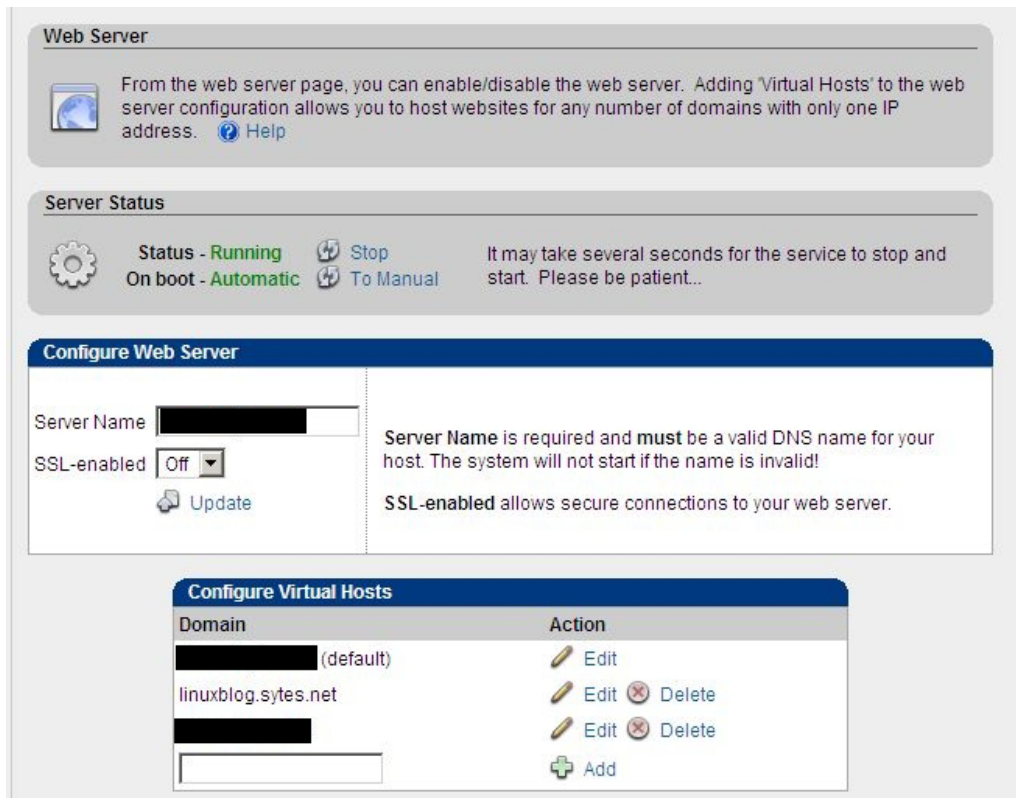 Web Server
From the web server page, you can enable/disable the web server. Adding 'Virtual Hosts' to the web
server configuration allows you to host websites for any number of domains with only one IP
address. Help
Server Status
Status - Running Stop
On boot - Automatic To Manual
It may take several seconds for the service to stop and
start. Please be patient...
Configure Web Server
Server Name
SSL-enabled Off
Update
Server Name is required and must be a valid DNS name for your
host. The system will not start if the name is invalid!
SSL-enabled allows secure connections to your web server.
Configure Virtual Hosts
Domain Action
(default) Edit
linuxblog.sytes.net Edit Delete
Edit Delete
Add